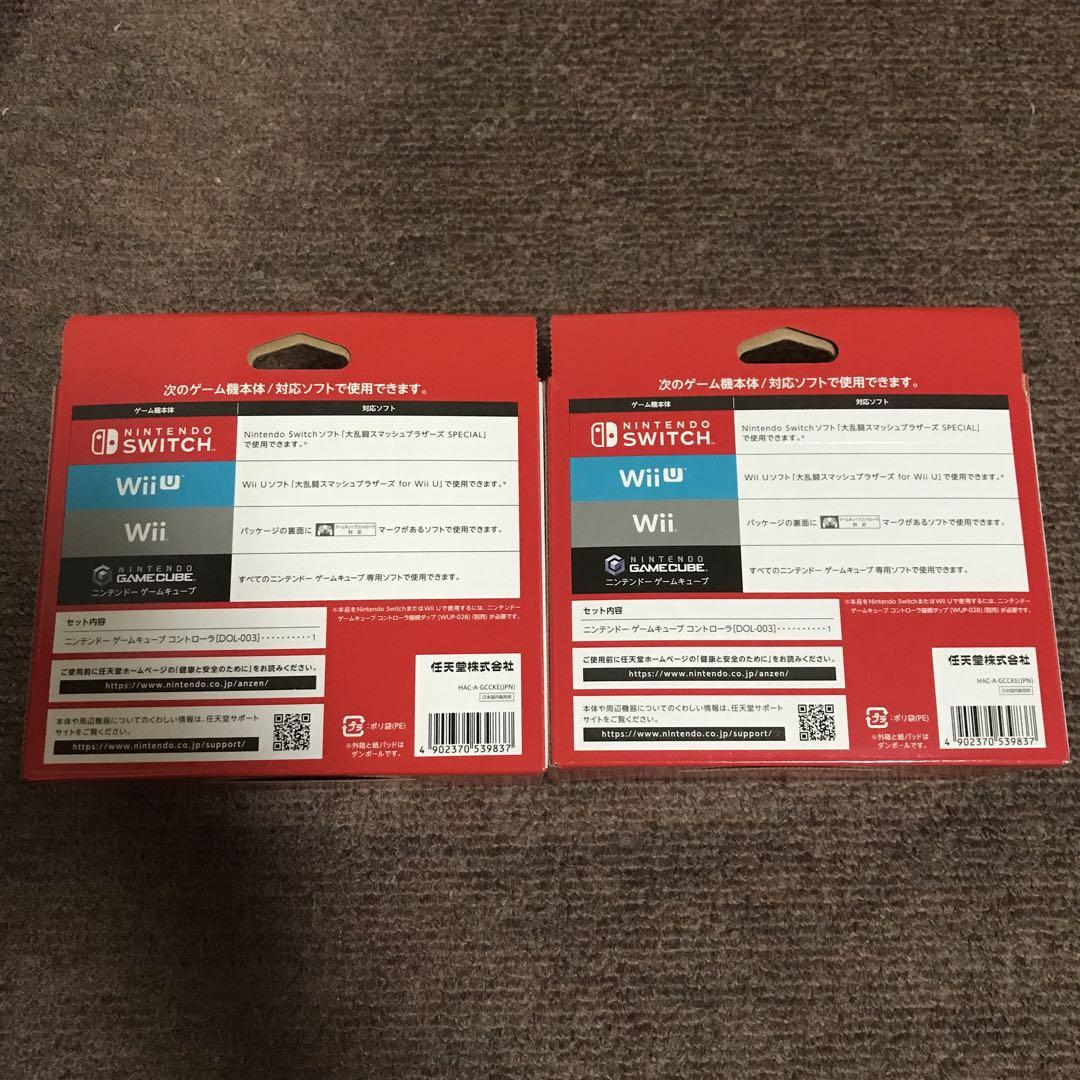 次のゲーム機本体/対応ソフトで使用できます。
ゲーム機本体 対応ソフト
NINTENDO
SWITCH™
Nintendo Switchソフト「大乱闘スマッシュブラザーズ SPECIAL」
で使用できます。*
Wii U
Wii Uソフト「大乱闘スマッシュブラザーズ for Wii U」で使用できます。*
Wii
パッケージの裏面に ゲームキューブコントローラ 対応 マークがあるソフトで使用できます。
NINTENDO
GAMECUBE
ニンテンドー ゲームキューブ
すべてのニンテンドー ゲームキューブ 専用ソフトで使用できます。
※本品をNintendo SwitchまたはWii Uで使用するには、ニンテンドー
ゲームキューブ コントローラ接続タップ[WUP-028](別売)が必要です。
セット内容
ニンテンドー ゲームキューブ コントローラ[DOL-003]··········1
ご使用前に任天堂ホームページの「健康と安全のために」をお読みください。
https://www.nintendo.co.jp/anzen/
任天堂株式会社
HAC-A-GCCKE(JPN)
日本国内販売用
本体や周辺機器についてのくわしい情報は、任天堂サポート
サイトをご覧ください。
https://www.nintendo.co.jp/support/
プラ :ポリ袋(PE)
※外箱と紙パッドは
ダンボールです。
4 902370 539837
次のゲーム機本体/対応ソフトで使用できます。
ゲーム機本体 対応ソフト
NINTENDO
SWITCH™
Nintendo Switchソフト「大乱闘スマッシュブラザーズ SPECIAL」
で使用できます。*
Wii U
Wii Uソフト「大乱闘スマッシュブラザーズ for Wii U」で使用できます。*
Wii
パッケージの裏面に ゲームキューブコントローラ 対応 マークがあるソフトで使用できます。
NINTENDO
GAMECUBE
ニンテンドー ゲームキューブ
すべてのニンテンドー ゲームキューブ 専用ソフトで使用できます。
※本品をNintendo SwitchまたはWii Uで使用するには、ニンテンドー
ゲームキューブ コントローラ接続タップ[WUP-028](別売)が必要です。
セット内容
ニンテンドー ゲームキューブ コントローラ[DOL-003]··········1
ご使用前に任天堂ホームページの「健康と安全のために」をお読みください。
https://www.nintendo.co.jp/anzen/
任天堂株式会社
HAC-A-GCCKE(JPN)
日本国内販売用
本体や周辺機器についてのくわしい情報は、任天堂サポート
サイトをご覧ください。
https://www.nintendo.co.jp/support/
プラ :ポリ袋(PE)
※外箱と紙パッドは
ダンボールです。
4 902370 539837